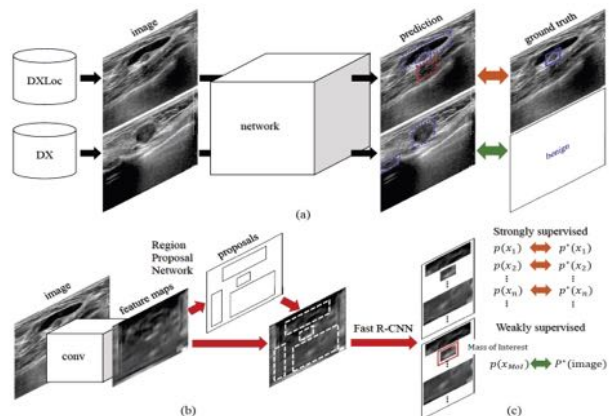 image
prediction
ground truth
DXLoc
network
DX
benign
(a)
Region
Proposal
Network
proposals
image
feature maps
conv
Fast R-CNN
Strongly supervised
p(x₁) p*(x₁)
p(x₂) p*(x₂)
⋮ ⋮
p(xₙ) p*(xₙ)
⋮ ⋮
Weakly supervised
Mass of Interest
p(x_MoI) P*(image)
(b)
(c)